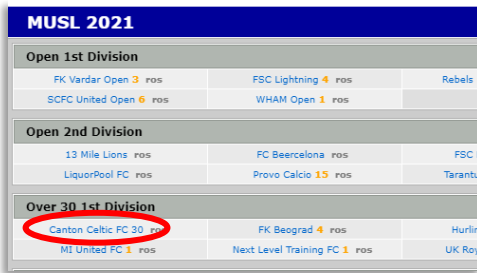 MUSL 2021
Open 1st Division
FK Vardar Open 3 ros FSC Lightning 4 ros Rebels
SCFC United Open 6 ros WHAM Open 1 ros
Open 2nd Division
13 Mile Lions ros FC Beercelona ros FSC
LiquorPool FC ros Provo Calcio 15 ros Tarant
Over 30 1st Division
Canton Celtic FC 30 ros FK Beograd 4 ros Hurli
MI United FC 1 ros Next Level Training FC 1 ros UK Roy